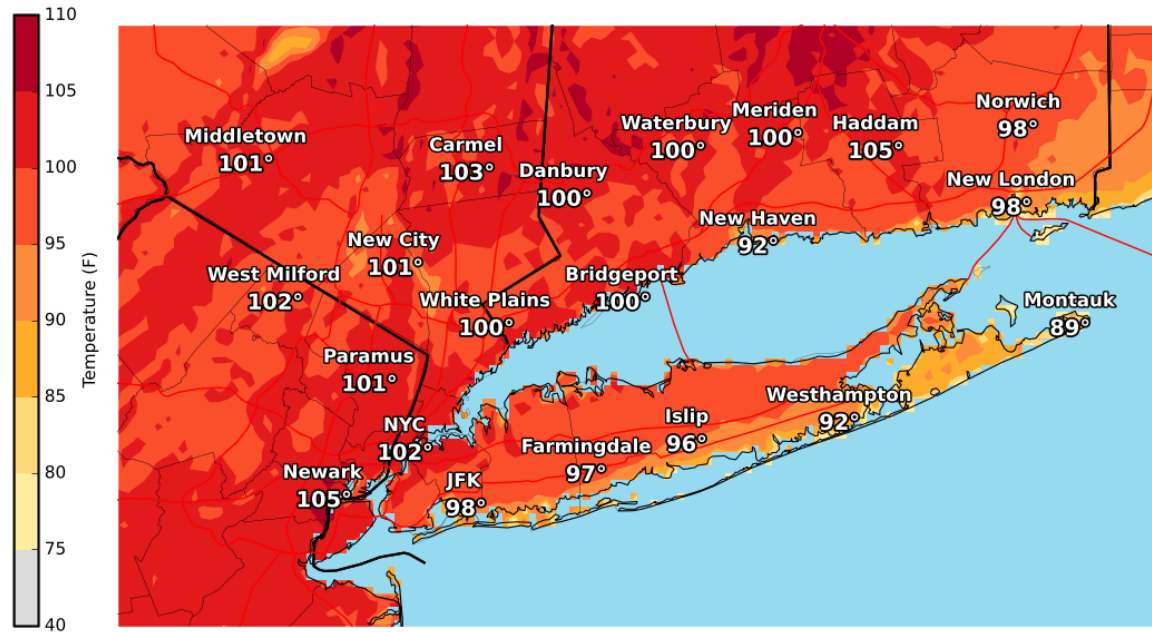 110
105
100
95
90
85
80
75
40
Temperature (F)
Middletown
101°
Carmel
103°
Danbury
100°
Waterbury
100°
Meriden
100°
Haddam
105°
Norwich
98°
New London
98°
New Haven
92°
New City
101°
West Milford
102°
White Plains
100°
Bridgeport
100°
Montauk
89°
Paramus
101°
NYC
102°
Westhampton
92°
Islip
96°
Farmingdale
97°
Newark
105°
JFK
98°